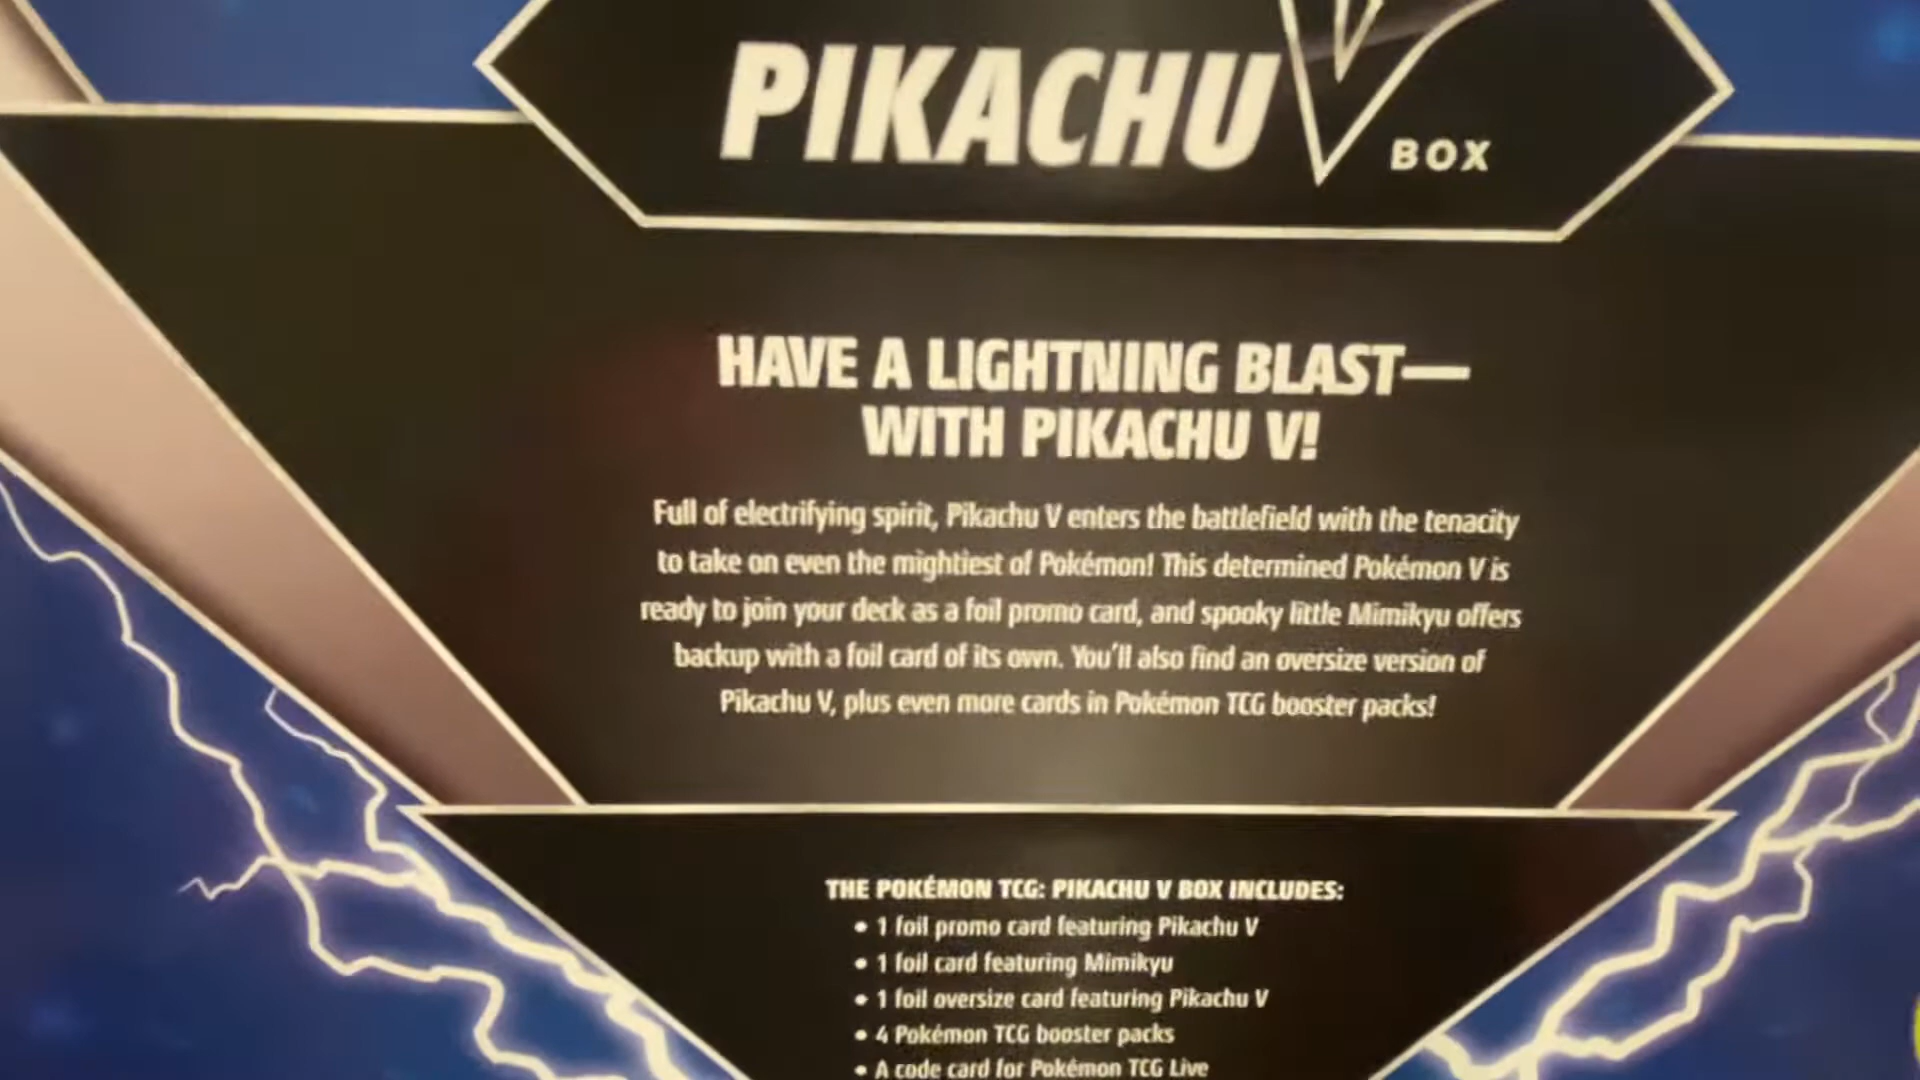 PIKACHU V BOX
HAVE A LIGHTNING BLAST—
WITH PIKACHU V!
Full of electrifying spirit, Pikachu V enters the battlefield with the tenacity
to take on even the mightiest of Pokémon! This determined Pokémon V is
ready to join your deck as a foil promo card, and spooky little Mimikyu offers
backup with a foil card of its own. You'll also find an oversize version of
Pikachu V, plus even more cards in Pokémon TCG booster packs!
THE POKÉMON TCG: PIKACHU V BOX INCLUDES:
• 1 foil promo card featuring Pikachu V
• 1 foil card featuring Mimikyu
• 1 foil oversize card featuring Pikachu V
• 4 Pokémon TCG booster packs
• A code card for Pokémon TCG Live